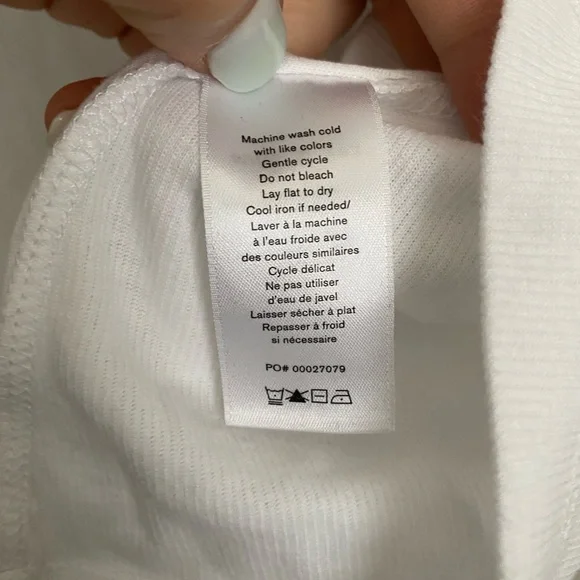 Machine wash cold
with like colors
Gentle cycle
Do not bleach
Lay flat to dry
Cool iron if needed/
Laver à la machine
à l'eau froide avec
des couleurs similaires
Cycle délicat
Ne pas utiliser
d'eau de javel
Laisser sécher à plat
Repasser à froid
si nécessaire
PO# 00027079